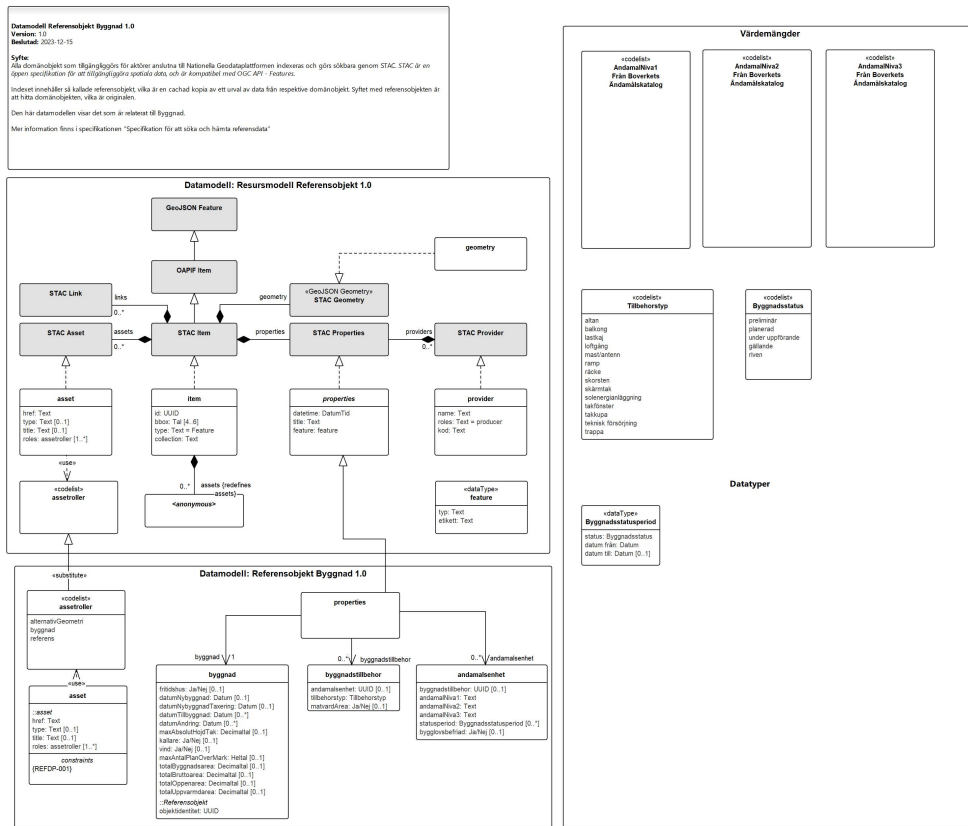 Datamodell Referensobjekt Byggnad 1.0
Version: 1.0
Beslutad: 2023-12-15
Syfte:
Alla domänobjekt som tillgängliggörs för aktörer anslutna till Nationella Geodataplattformen indexeras och görs sökbara genom STAC. STAC är en
öppen specifikation för att tillgängliggöra spatiala data, och är kompatibel med OGC API - Features.
Indexet innehåller så kallade referensobjekt, vilka är en cachad kopia av ett urval av data från respektive domänobjekt. Syftet med referensobjekten är
att hitta domänobjekten, vilka är originalen.
Den här datamodellen visar det som är relaterat till Byggnad.
Mer information finns i specifikationen "Specifikation för att söka och hämta referensdata"
Datamodell: Resursmodell Referensobjekt 1.0
GeoJSON Feature
geometry
OAPIF Item
STAC Link
links
0..*
geometry
«GeoJSON Geometry»
STAC Geometry
STAC Asset
assets
0..*
STAC Item
properties
STAC Properties
providers
0..*
STAC Provider
asset
href: Text
type: Text [0..1]
title: Text [0..1]
roles: assetroller [1..*]
item
id: UUID
bbox: Tal [4..6]
type: Text = Feature
collection: Text
properties
datetime: DatumTid
title: Text
feature: feature
provider
name: Text
roles: Text = producer
kod: Text
«use»
«codelist»
assetroller
0..*
assets {redefines
assets}
<anonymous>
«dataType»
feature
typ: Text
etikett: Text
«substitute»
Datamodell: Referensobjekt Byggnad 1.0
«codelist»
assetroller
alternativGeometri
byggnad
referens
«use»
asset
::asset
href: Text
type: Text [0..1]
title: Text [0..1]
roles: assetroller [1..*]
constraints
{REFDP-001}
properties
byggnad
1
0..*
byggnadstillbehor
0..*
andamalsenhet
byggnad
fritidshus: Ja/Nej [0..1]
datumNybyggnad: Datum [0..1]
datumNybyggnadTaxering: Datum [0..1]
datumTillbyggnad: Datum [0..*]
datumAndring: Datum [0..*]
maxAbsolutHojdTak: Decimaltal [0..1]
kallare: Ja/Nej [0..1]
vind: Ja/Nej [0..1]
maxAntalPlanOverMark: Heltal [0..1]
totalByggnadsarea: Decimaltal [0..1]
totalBruttoarea: Decimaltal [0..1]
totalOppenarea: Decimaltal [0..1]
totalUppvarmdarea: Decimaltal [0..1]
::Referensobjekt
objektidentitet: UUID
byggnadstillbehor
andamalsenhet: UUID [0..1]
tillbehorstyp: Tillbehorstyp
matvardArea: Ja/Nej [0..1]
andamalsenhet
byggnadstillbehor: UUID [0..1]
andamalNiva1: Text
andamalNiva2: Text
andamalNiva3: Text
statusperiod: Byggnadsstatusperiod [0..*]
bygglovsbefriad: Ja/Nej [0..1]
Värdemängder
«codelist»
AndamalNiva1
Från Boverkets
Ändamålskatalog
«codelist»
AndamalNiva2
Från Boverkets
Ändamålskatalog
«codelist»
AndamalNiva3
Från Boverkets
Ändamålskatalog
«codelist»
Tillbehorstyp
altan
balkong
lastkaj
loftgång
mast/antenn
ramp
räcke
skorsten
skärmtak
solenergianläggning
takfönster
takkupa
teknisk försörjning
trappa
«codelist»
Byggnadsstatus
preliminär
planerad
under uppförande
gällande
riven
Datatyper
«dataType»
Byggnadsstatusperiod
status: Byggnadsstatus
datum från: Datum
datum till: Datum [0..1]